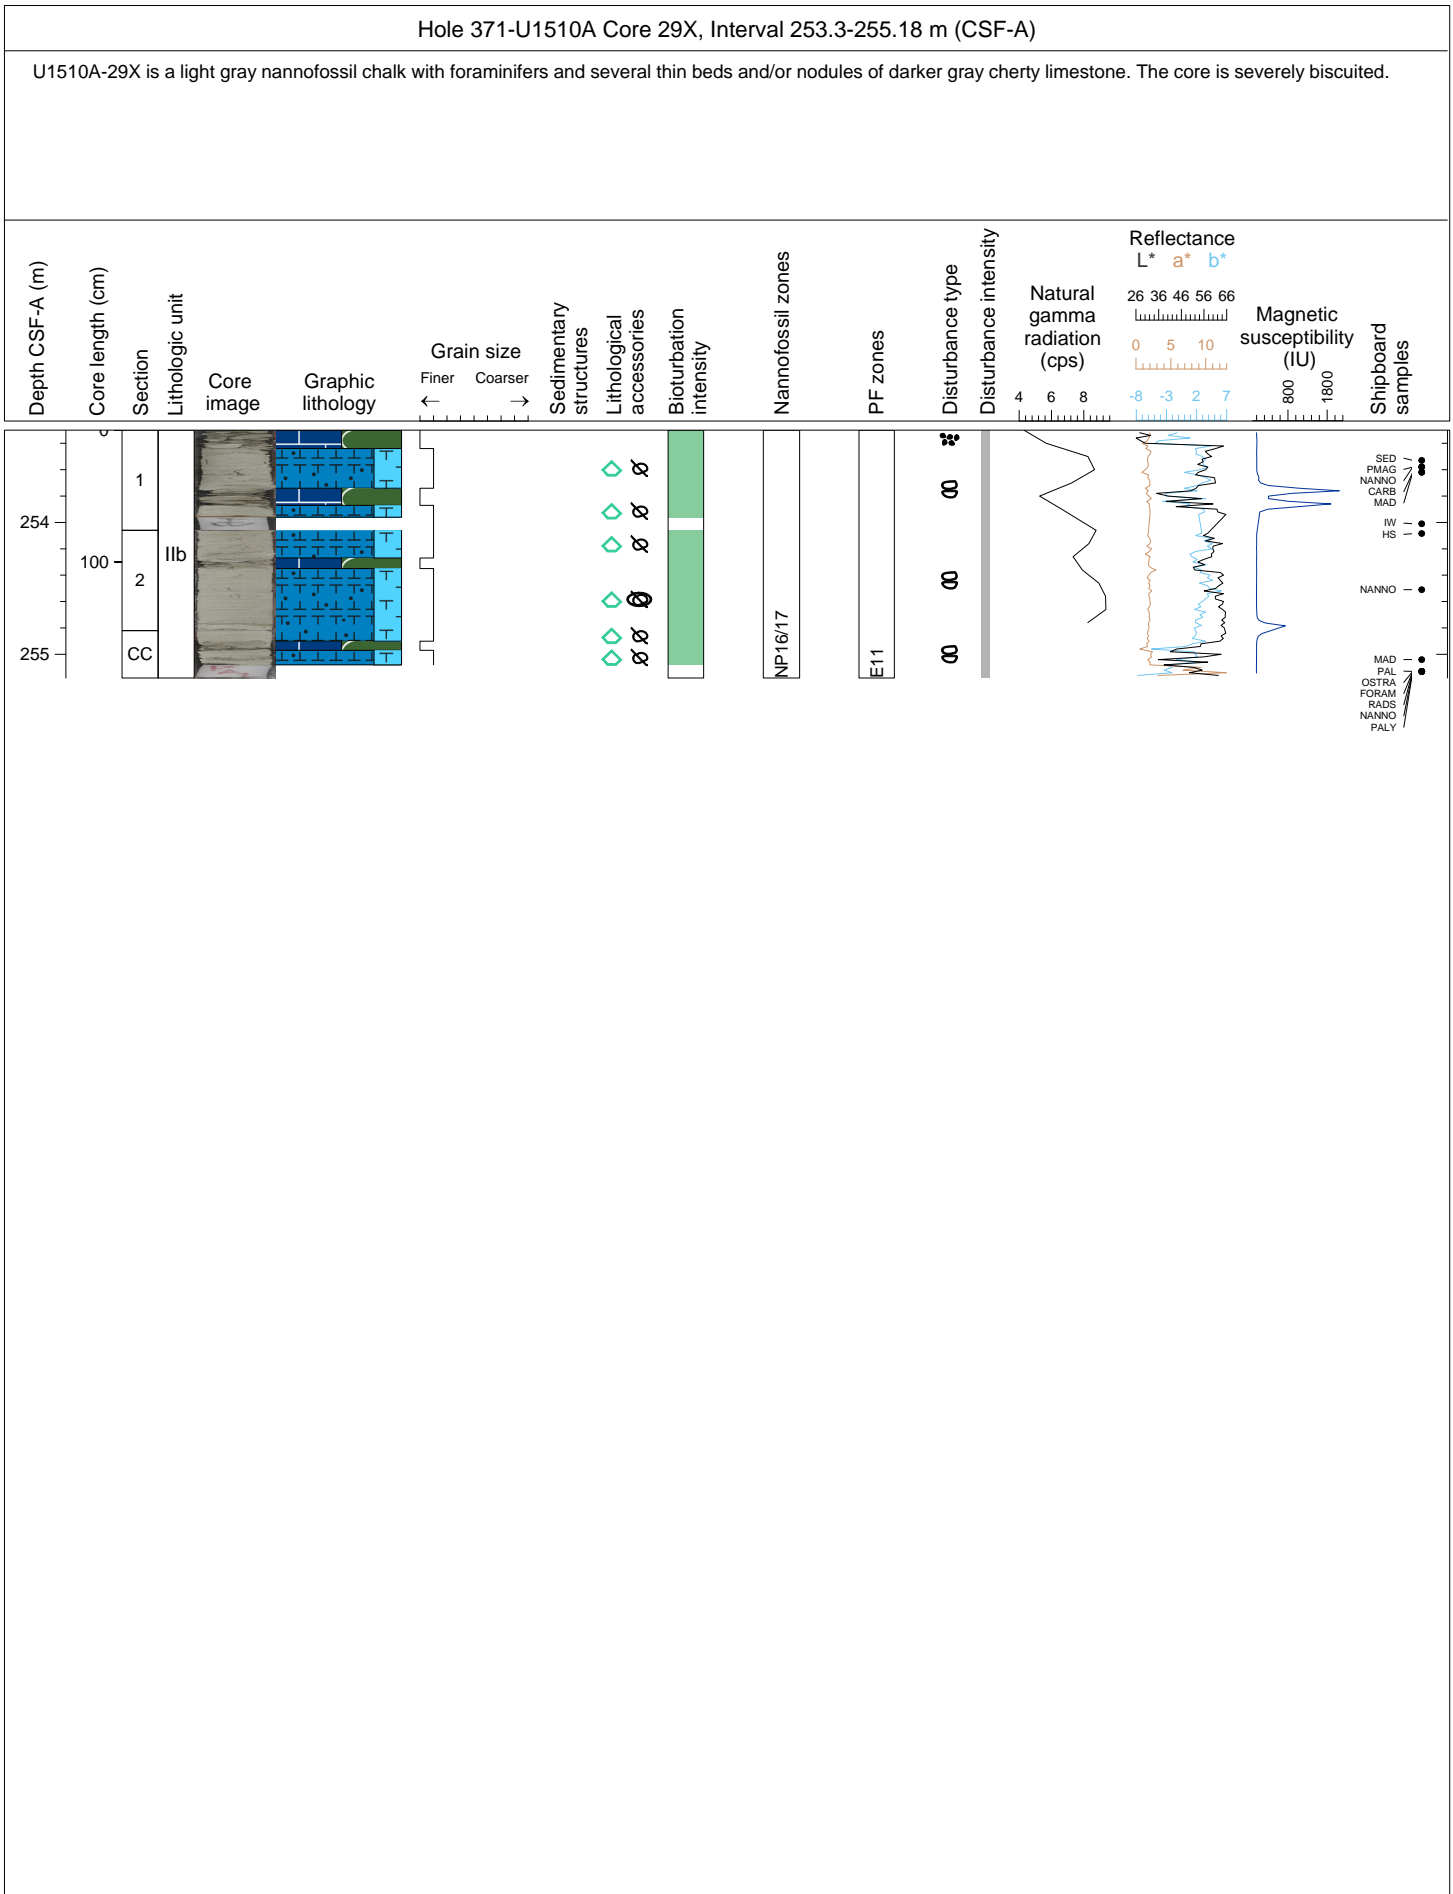 Hole 371-U1510A Core 29X, Interval 253.3-255.18 m (CSF-A)
U1510A-29X is a light gray nannofossil chalk with foraminifers and several thin beds and/or nodules of darker gray cherty limestone. The core is severely biscuited.
Depth CSF-A (m)
Core length (cm)
Section
Lithologic unit
Core
image
Graphic
lithology
Grain size
Finer Coarser
← →
Sedimentary
structures
Lithological
accessories
Bioturbation
intensity
Nannofossil zones
PF zones
Disturbance type
Disturbance intensity
Natural
gamma
radiation
(cps)
4 6 8
Reflectance
L* a* b*
26 36 46 56 66
0 5 10
-8 -3 2 7
Magnetic
susceptibility
(IU)
800
1800
Shipboard
samples
0
1
254
100
2
IIb
CC
255
NP16/17
E11
SED
PMAG
NANNO
CARB
MAD
IW
HS
NANNO
MAD
PAL
OSTRA
FORAM
RADS
NANNO
PALY